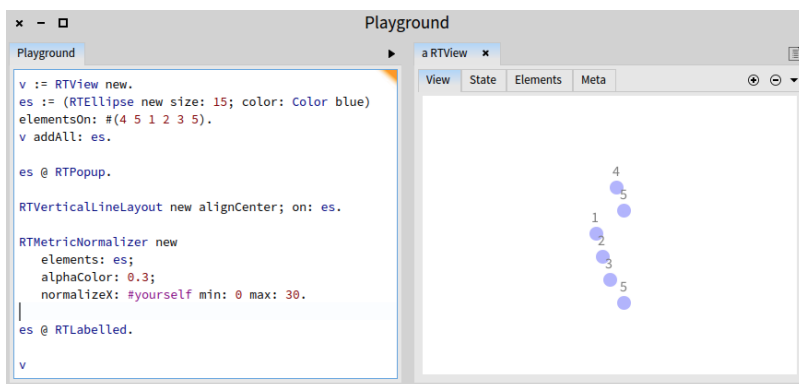 Playground
Playground
v := RTView new.
es := (RTEllipse new size: 15; color: Color blue)
elementsOn: #(4 5 1 2 3 5).
v addAll: es.
es @ RTPopup.
RTVerticalLineLayout new alignCenter; on: es.
RTMetricNormalizer new
elements: es;
alphaColor: 0.3;
normalizeX: #yourself min: 0 max: 30.
es @ RTLabelled.
v
a RTView
View State Elements Meta
4
5
1
2
3
5